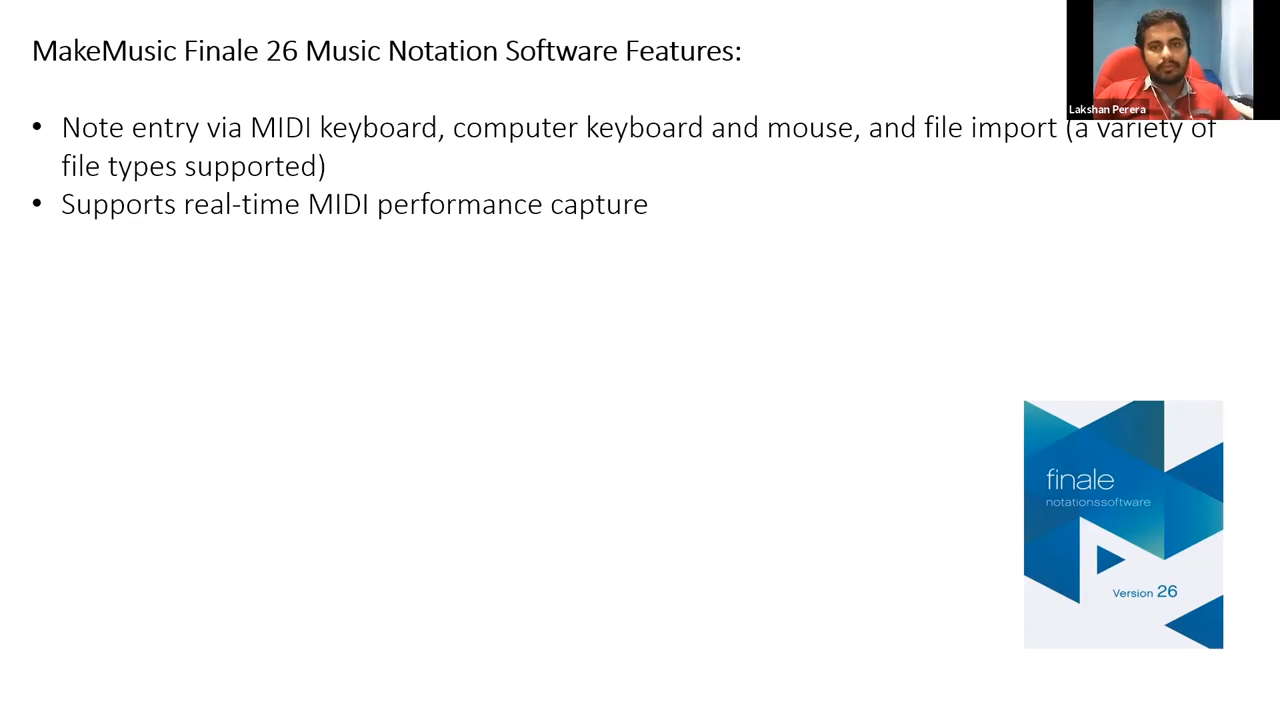 MakeMusic Finale 26 Music Notation Software Features:
Lakshan Perera
• Note entry via MIDI keyboard, computer keyboard and mouse, and file import (a variety of
file types supported)
• Supports real-time MIDI performance capture
finale
notationssoftware
Version 26